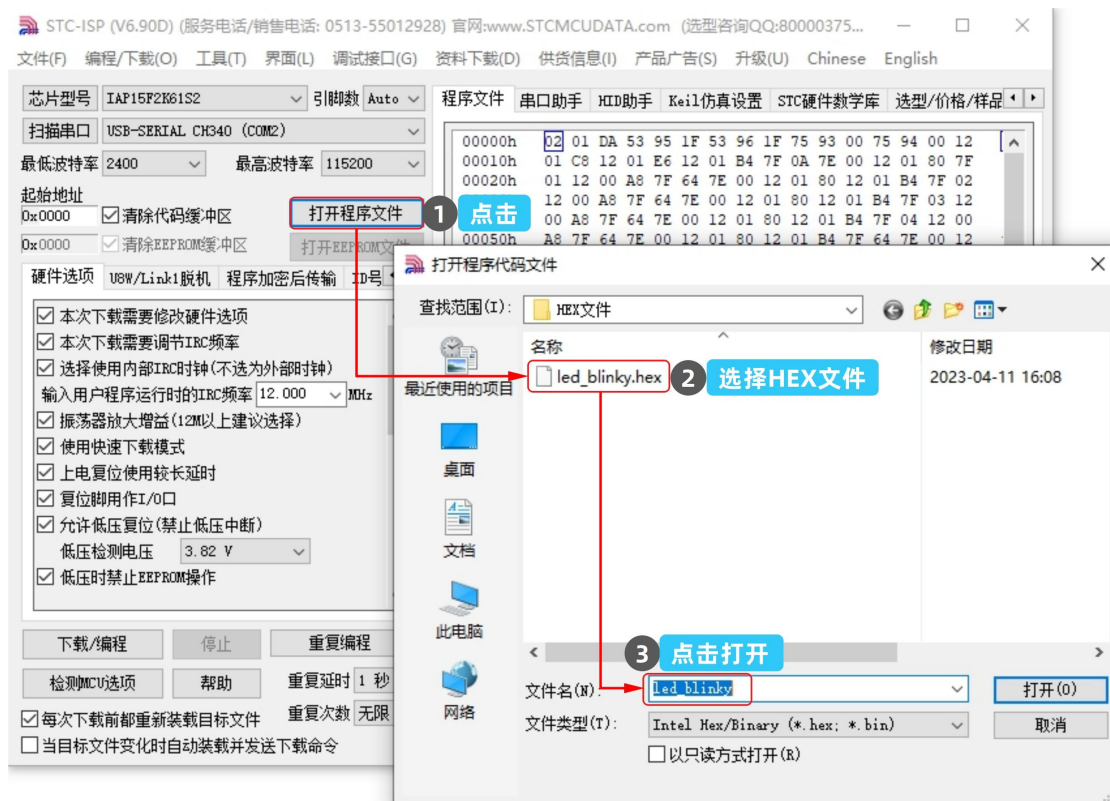 STC-ISP (V6.90D) (服务电话/销售电话: 0513-55012928) 官网:www.STCMCUDATA.com (选型咨询QQ:80000375...
文件(F) 编程/下载(O) 工具(T) 界面(L) 调试接口(G) 资料下载(D) 供货信息(I) 产品广告(S) 升级(U) Chinese English
芯片型号 IAP15F2K61S2 引脚数 Auto
扫描串口 USB-SERIAL CH340 (COM2)
最低波特率 2400 最高波特率 115200
起始地址
0x0000 清除代码缓冲区 打开程序文件 1 点击
0x0000 清除EEPROM缓冲区 打开EEPROM文件
程序文件 串口助手 HID助手 Keil仿真设置 STC硬件数学库 选型/价格/样品
00000h 02 01 DA 53 95 1F 53 96 1F 75 93 00 75 94 00 12
00010h 01 C8 12 01 E6 12 01 B4 7F 0A 7E 00 12 01 80 7F
00020h 01 12 00 A8 7F 64 7E 00 12 01 80 12 01 B4 7F 02
12 00 A8 7F 64 7E 00 12 01 80 12 01 B4 7F 03 12
00 A8 7F 64 7E 00 12 01 80 12 01 B4 7F 04 12 00
00050h A8 7F 64 7E 00 12 01 80 12 01 B4 7F 64 7E 00 12
硬件选项 U8W/Link1脱机 程序加密后传输 ID号
本次下载需要修改硬件选项
本次下载需要调节IRC频率
选择使用内部IRC时钟(不选为外部时钟)
输入用户程序运行时的IRC频率 12.000 MHz
振荡器放大增益(12M以上建议选择)
使用快速下载模式
上电复位使用较长延时
复位脚用作I/O口
允许低压复位(禁止低压中断)
低压检测电压 3.82 V
低压时禁止EEPROM操作
下载/编程 停止 重复编程
检测MCU选项 帮助 重复延时 1 秒
每次下载前都重新装载目标文件 重复次数 无限
当目标文件变化时自动装载并发送下载命令
打开程序代码文件
查找范围(I): HEX文件
名称 修改日期
led_blinky.hex 2 选择HEX文件 2023-04-11 16:08
最近使用的项目
桌面
文档
此电脑
网络
3 点击打开
文件名(N): led_blinky 打开(O)
文件类型(T): Intel Hex/Binary (*.hex; *.bin) 取消
以只读方式打开(R)